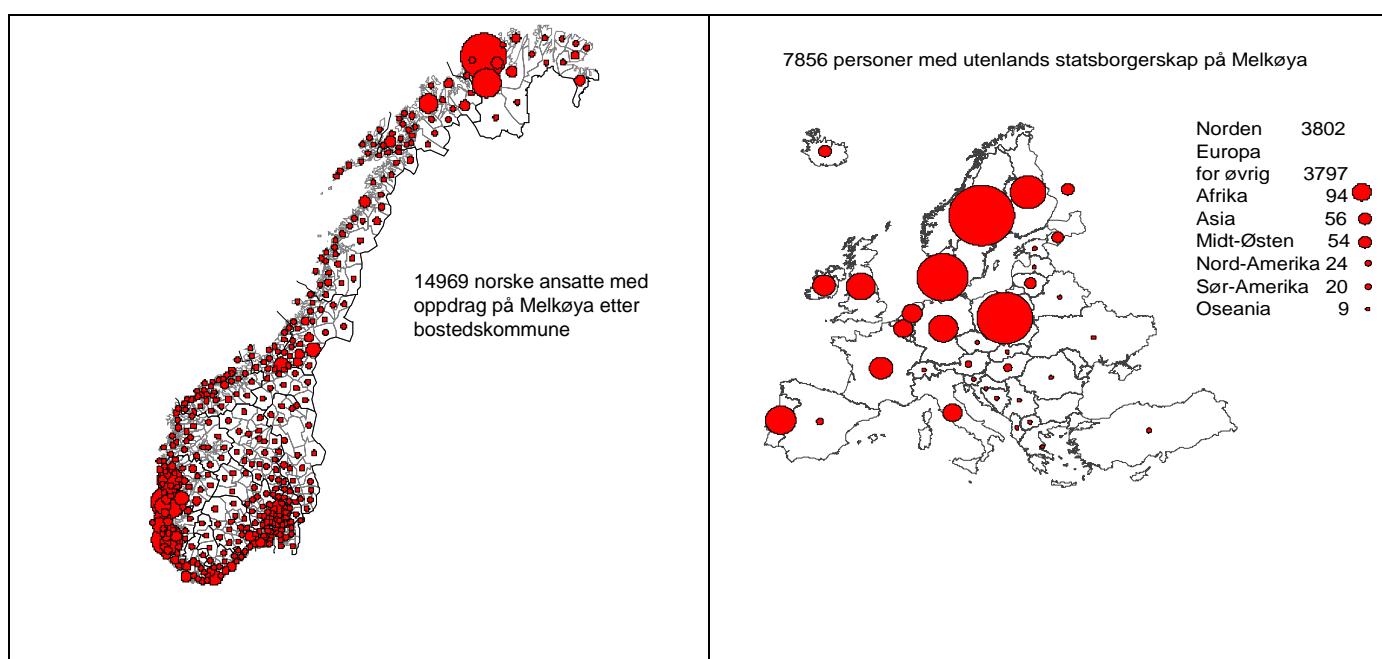 14969 norske ansatte med
oppdrag på Melkøya etter
bostedskommune
7856 personer med utenlands statsborgerskap på Melkøya
Norden 3802
Europa
for øvrig 3797
Afrika 94
Asia 56
Midt-Østen 54
Nord-Amerika 24
Sør-Amerika 20
Oseania 9